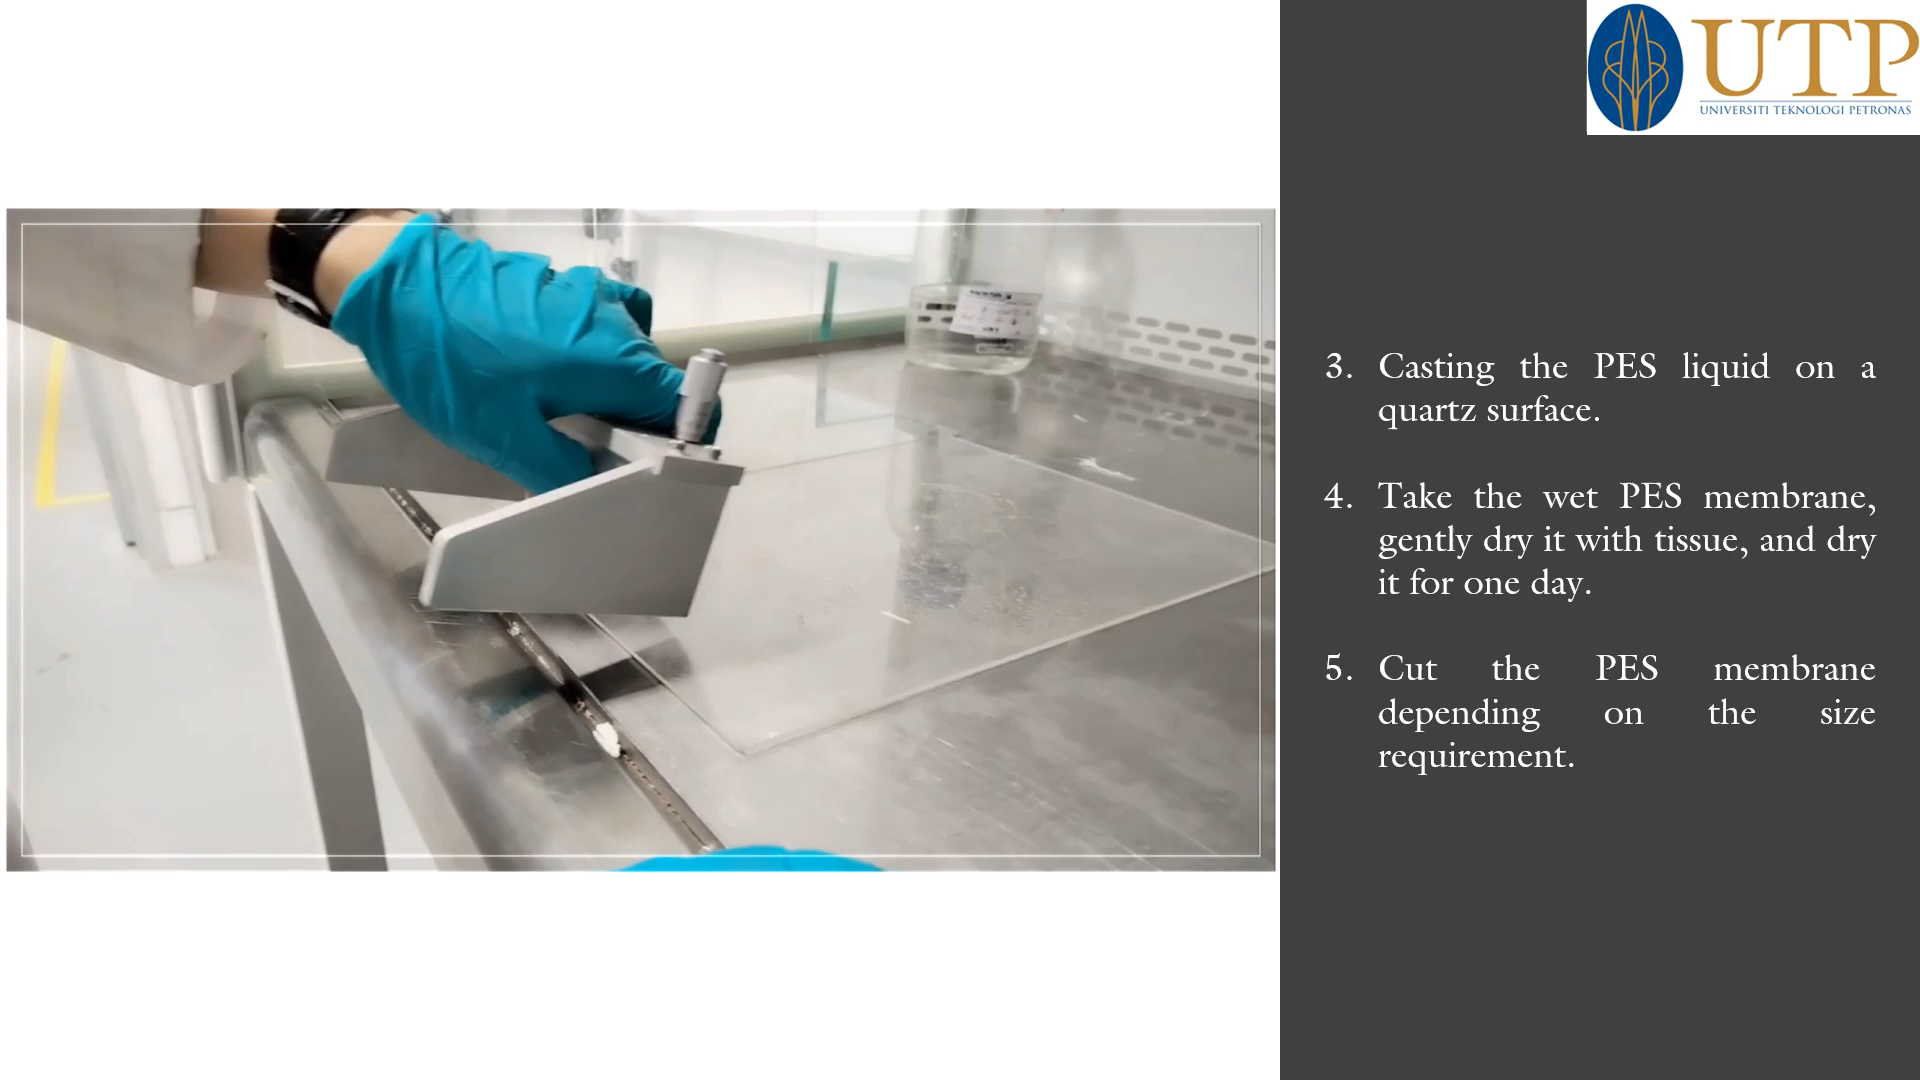 UTP
UNIVERSITI TEKNOLOGI PETRONAS
3. Casting the PES liquid on a
quartz surface.
4. Take the wet PES membrane,
gently dry it with tissue, and dry
it for one day.
5. Cut the PES membrane
depending on the size
requirement.